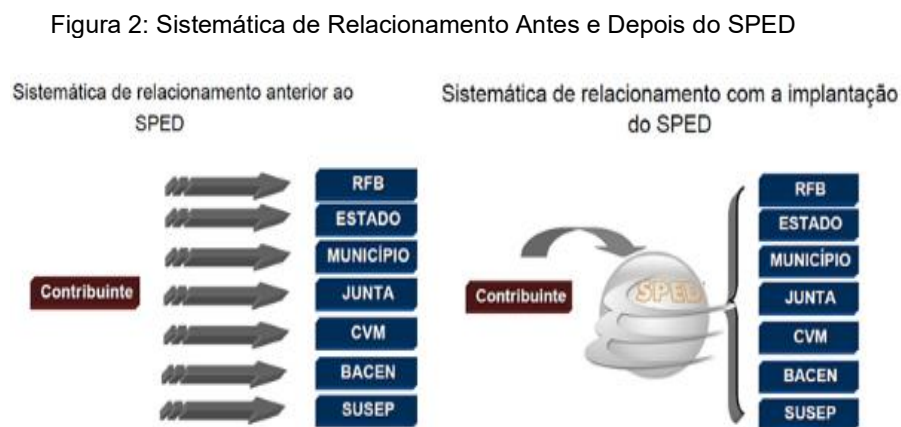 Figura 2: Sistemática de Relacionamento Antes e Depois do SPED
Sistemática de relacionamento anterior ao
SPED
RFB
ESTADO
MUNICÍPIO
Contribuinte
JUNTA
CVM
BACEN
SUSEP
Sistemática de relacionamento com a implantação
do SPED
Contribuinte
SPED
RFB
ESTADO
MUNICÍPIO
JUNTA
CVM
BACEN
SUSEP